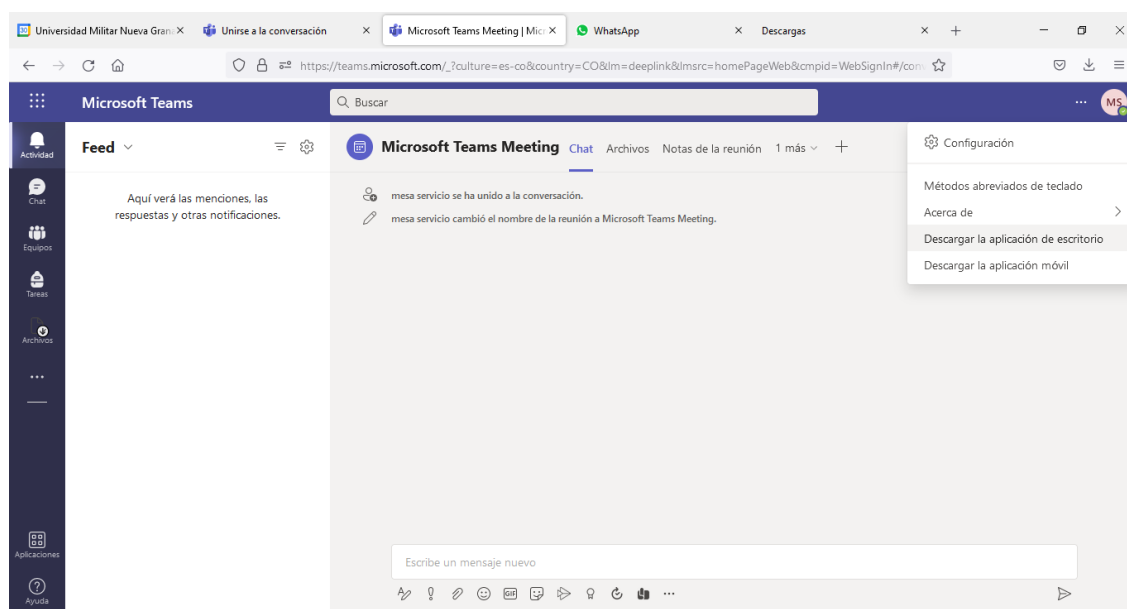 Universidad Militar Nueva Gran
Unirse a la conversación
Microsoft Teams Meeting | Micr
WhatsApp
Descargas
https://teams.microsoft.com/_?culture=es-co&country=CO&lm=deeplink&lmsrc=homePageWeb&cmpid=WebSignIn#/conv
Microsoft Teams
Buscar
MS
Actividad
Chat
Equipos
Tareas
Archivos
Aplicaciones
Ayuda
Feed
Aquí verá las menciones, las
respuestas y otras notificaciones.
Microsoft Teams Meeting Chat Archivos Notas de la reunión 1 más
mesa servicio se ha unido a la conversación.
mesa servicio cambió el nombre de la reunión a Microsoft Teams Meeting.
Configuración
Métodos abreviados de teclado
Acerca de
Descargar la aplicación de escritorio
Descargar la aplicación móvil
Escribe un mensaje nuevo
GIF